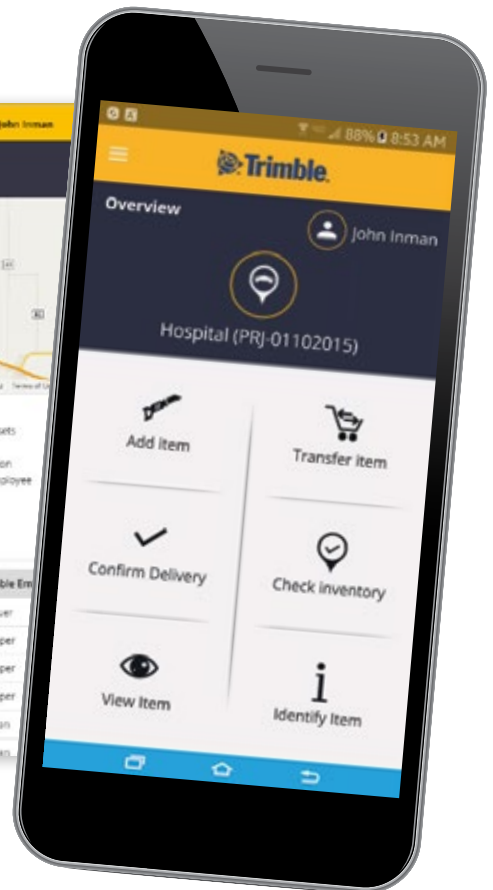 John Inman
88% 8:53 AM
Trimble
Overview
John Inman
Hospital (PRJ-01102015)
Add item
Transfer item
Confirm Delivery
Check inventory
View Item
Identify Item